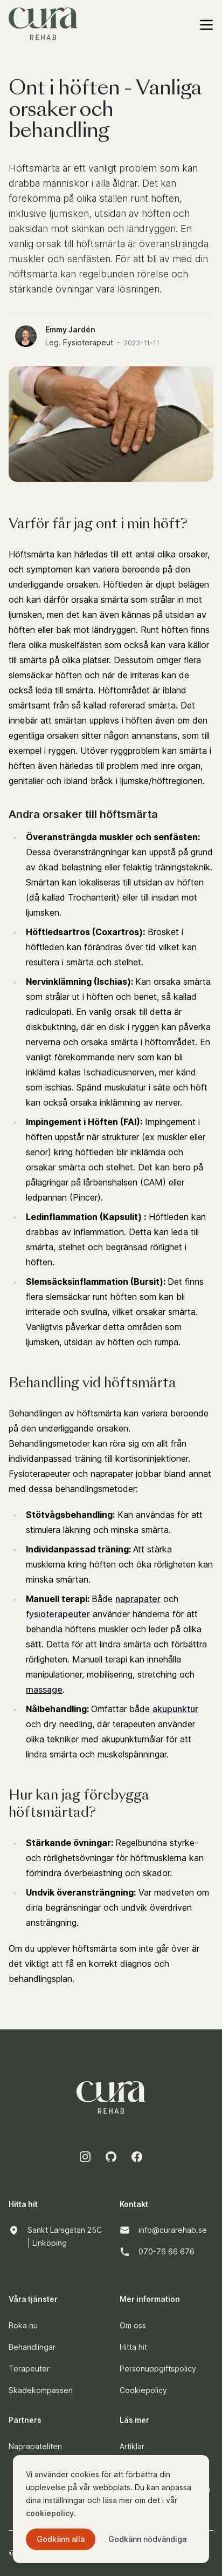 cura
REHAB
Ont i höften - Vanliga
orsaker och
behandling
Höftsmärta är ett vanligt problem som kan
drabba människor i alla åldrar. Det kan
förekomma på olika ställen runt höften,
inklusive ljumsken, utsidan av höften och
baksidan mot skinkan och ländryggen. En
vanlig orsak till höftsmärta är överansträngda
muskler och senfästen. För att bli av med din
höftsmärta kan regelbunden rörelse och
stärkande övningar vara lösningen.
Emmy Jardén
Leg. Fysioterapeut · 2023-11-11
Varför får jag ont i min höft?
Höftsmärta kan härledas till ett antal olika orsaker,
och symptomen kan variera beroende på den
underliggande orsaken. Höftleden är djupt belägen
och kan därför orsaka smärta som strålar in mot
ljumsken, men det kan även kännas på utsidan av
höften eller bak mot ländryggen. Runt höften finns
flera olika muskelfästen som också kan vara källor
till smärta på olika platser. Dessutom omger flera
slemsäckar höften och när de irriteras kan de
också leda till smärta. Höftområdet är ibland
smärtsamt från så kallad refererad smärta. Det
innebär att smärtan upplevs i höften även om den
egentliga orsaken sitter någon annanstans, som till
exempel i ryggen. Utöver ryggproblem kan smärta i
höften även härledas till problem med inre organ,
genitalier och ibland bråck i ljumske/höftregionen.
Andra orsaker till höftsmärta
Överansträngda muskler och senfästen:
Dessa överansträngningar kan uppstå på grund
av ökad belastning eller felaktig träningsteknik.
Smärtan kan lokaliseras till utsidan av höften
(då kallad Trochanterit) eller till insidan mot
ljumsken.
Höftledsartros (Coxartros): Brosket i
höftleden kan förändras över tid vilket kan
resultera i smärta och stelhet.
Nervinklämning (Ischias): Kan orsaka smärta
som strålar ut i höften och benet, så kallad
radiculopati. En vanlig orsak till detta är
diskbuktning, där en disk i ryggen kan påverka
nerverna och orsaka smärta i höftområdet. En
vanligt förekommande nerv som kan bli
inklämd kallas Ischiadicusnerven, mer känd
som ischias. Spänd muskulatur i säte och höft
kan också orsaka inklämning av nerver.
Impingement i Höften (FAI): Impingement i
höften uppstår när strukturer (ex muskler eller
senor) kring höftleden blir inklämda och
orsakar smärta och stelhet. Det kan bero på
pålagringar på lårbenshalsen (CAM) eller
ledpannan (Pincer).
Ledinflammation (Kapsulit) : Höftleden kan
drabbas av inflammation. Detta kan leda till
smärta, stelhet och begränsad rörlighet i
höften.
Slemsäcksinflammation (Bursit): Det finns
flera slemsäckar runt höften som kan bli
irriterade och svullna, vilket orsakar smärta.
Vanligtvis påverkar detta områden som
ljumsken, utsidan av höften och rumpa.
Behandling vid höftsmärta
Behandlingen av höftsmärta kan variera beroende
på den underliggande orsaken.
Behandlingsmetoder kan röra sig om allt från
individanpassad träning till kortisoninjektioner.
Fysioterapeuter och naprapater jobbar bland annat
med dessa behandlingsmetoder:
Stötvågsbehandling: Kan användas för att
stimulera läkning och minska smärta.
Individanpassad träning: Att stärka
musklerna kring höften och öka rörligheten kan
minska smärtan.
Manuell terapi: Både naprapater och
fysioterapeuter använder händerna för att
behandla höftens muskler och leder på olika
sätt. Detta för att lindra smärta och förbättra
rörligheten. Manuell terapi kan innehålla
manipulationer, mobilisering, stretching och
massage.
Nålbehandling: Omfattar både akupunktur
och dry needling, där terapeuten använder
olika tekniker med akupunkturnålar för att
lindra smärta och muskelspänningar.
Hur kan jag förebygga
höftsmärtad?
Stärkande övningar: Regelbundna styrke-
och rörlighetsövningar för höftmusklerna kan
förhindra överbelastning och skador.
Undvik överansträngning: Var medveten om
dina begränsningar och undvik överdriven
ansträngning.
Om du upplever höftsmärta som inte går över är
det viktigt att få en korrekt diagnos och
behandlingsplan.
cura
REHAB
Hitta hit
Sankt Larsgatan 25C
| Linköping
Kontakt
info@curarehab.se
070-76 66 676
Våra tjänster
Boka nu
Behandlingar
Terapeuter
Skadekompassen
Mer information
Om oss
Hitta hit
Personuppgiftspolicy
Cookiepolicy
Partners
Naprapateliten
Läs mer
Artiklar
Vi använder cookies för att förbättra din
upplevelse på vår webbplats. Du kan anpassa
dina inställningar och läsa mer om det i vår
cookiepolicy.
Godkänn alla
Godkänn nödvändiga